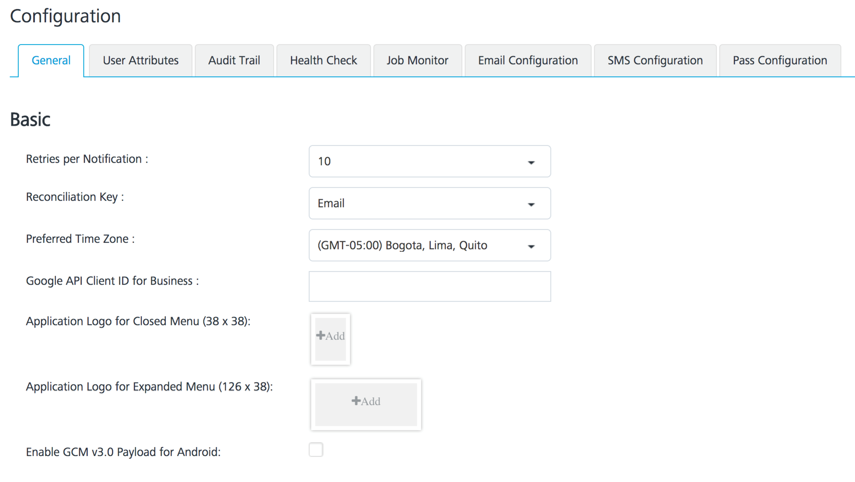 Configuration
General
User Attributes
Audit Trail
Health Check
Job Monitor
Email Configuration
SMS Configuration
Pass Configuration
Basic
Retries per Notification :
10
Reconciliation Key :
Email
Preferred Time Zone :
(GMT-05:00) Bogota, Lima, Quito
Google API Client ID for Business :
Application Logo for Closed Menu (38 x 38):
+Add
Application Logo for Expanded Menu (126 x 38):
+Add
Enable GCM v3.0 Payload for Android: